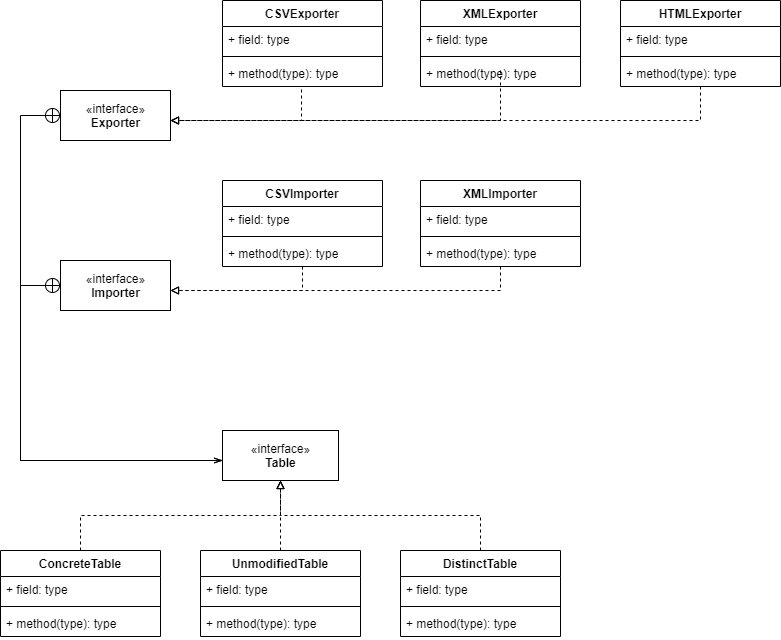 CSVExporter
+ field: type
+ method(type): type
XMLExporter
+ field: type
+ method(type): type
HTMLExporter
+ field: type
+ method(type): type
«interface»
Exporter
CSVImporter
+ field: type
+ method(type): type
XMLImporter
+ field: type
+ method(type): type
«interface»
Importer
«interface»
Table
ConcreteTable
+ field: type
+ method(type): type
UnmodifiedTable
+ field: type
+ method(type): type
DistinctTable
+ field: type
+ method(type): type